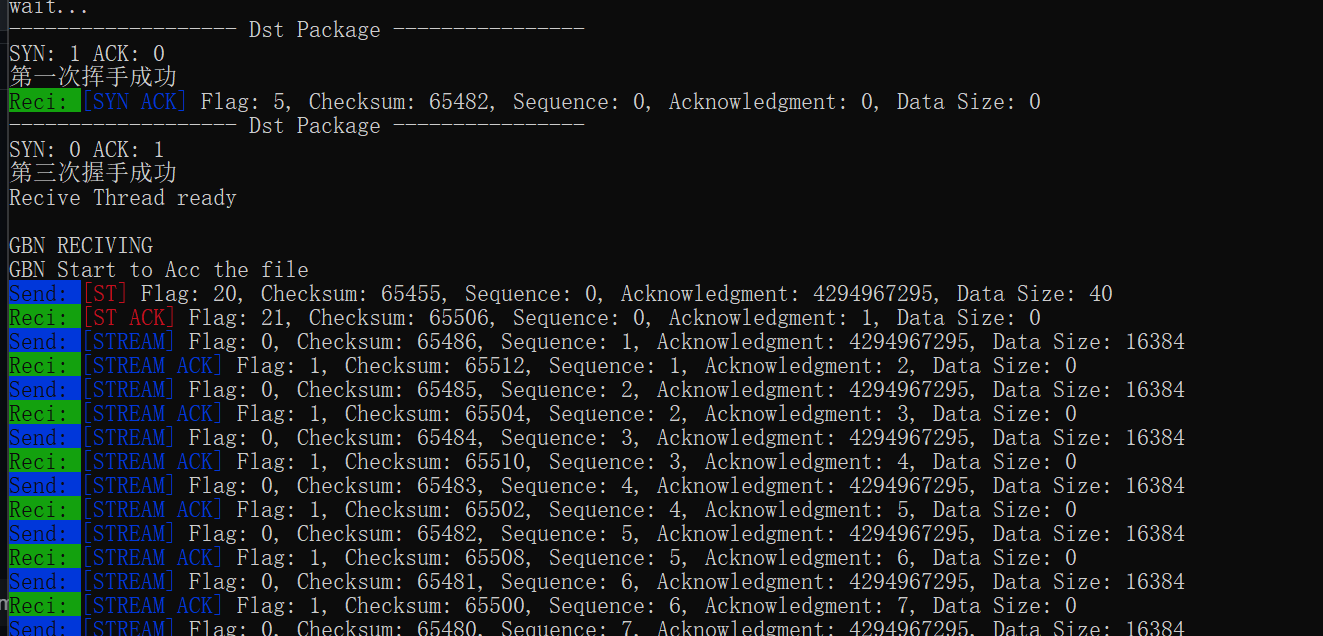 wait...
------------------- Dst Package ----------------
SYN: 1 ACK: 0
第一次挥手成功
Reci: [SYN ACK] Flag: 5, Checksum: 65482, Sequence: 0, Acknowledgment: 0, Data Size: 0
------------------- Dst Package ----------------
SYN: 0 ACK: 1
第三次握手成功
Recive Thread ready
GBN RECIVING
GBN Start to Acc the file
Send: [ST] Flag: 20, Checksum: 65455, Sequence: 0, Acknowledgment: 4294967295, Data Size: 40
Reci: [ST ACK] Flag: 21, Checksum: 65506, Sequence: 0, Acknowledgment: 1, Data Size: 0
Send: [STREAM] Flag: 0, Checksum: 65486, Sequence: 1, Acknowledgment: 4294967295, Data Size: 16384
Reci: [STREAM ACK] Flag: 1, Checksum: 65512, Sequence: 1, Acknowledgment: 2, Data Size: 0
Send: [STREAM] Flag: 0, Checksum: 65485, Sequence: 2, Acknowledgment: 4294967295, Data Size: 16384
Reci: [STREAM ACK] Flag: 1, Checksum: 65504, Sequence: 2, Acknowledgment: 3, Data Size: 0
Send: [STREAM] Flag: 0, Checksum: 65484, Sequence: 3, Acknowledgment: 4294967295, Data Size: 16384
Reci: [STREAM ACK] Flag: 1, Checksum: 65510, Sequence: 3, Acknowledgment: 4, Data Size: 0
Send: [STREAM] Flag: 0, Checksum: 65483, Sequence: 4, Acknowledgment: 4294967295, Data Size: 16384
Reci: [STREAM ACK] Flag: 1, Checksum: 65502, Sequence: 4, Acknowledgment: 5, Data Size: 0
Send: [STREAM] Flag: 0, Checksum: 65482, Sequence: 5, Acknowledgment: 4294967295, Data Size: 16384
Reci: [STREAM ACK] Flag: 1, Checksum: 65508, Sequence: 5, Acknowledgment: 6, Data Size: 0
Send: [STREAM] Flag: 0, Checksum: 65481, Sequence: 6, Acknowledgment: 4294967295, Data Size: 16384
Reci: [STREAM ACK] Flag: 1, Checksum: 65500, Sequence: 6, Acknowledgment: 7, Data Size: 0
Send: [STREAM] Flag: 0, Checksum: 65480, Sequence: 7, Acknowledgment: 4294967295, Data Size: 16384